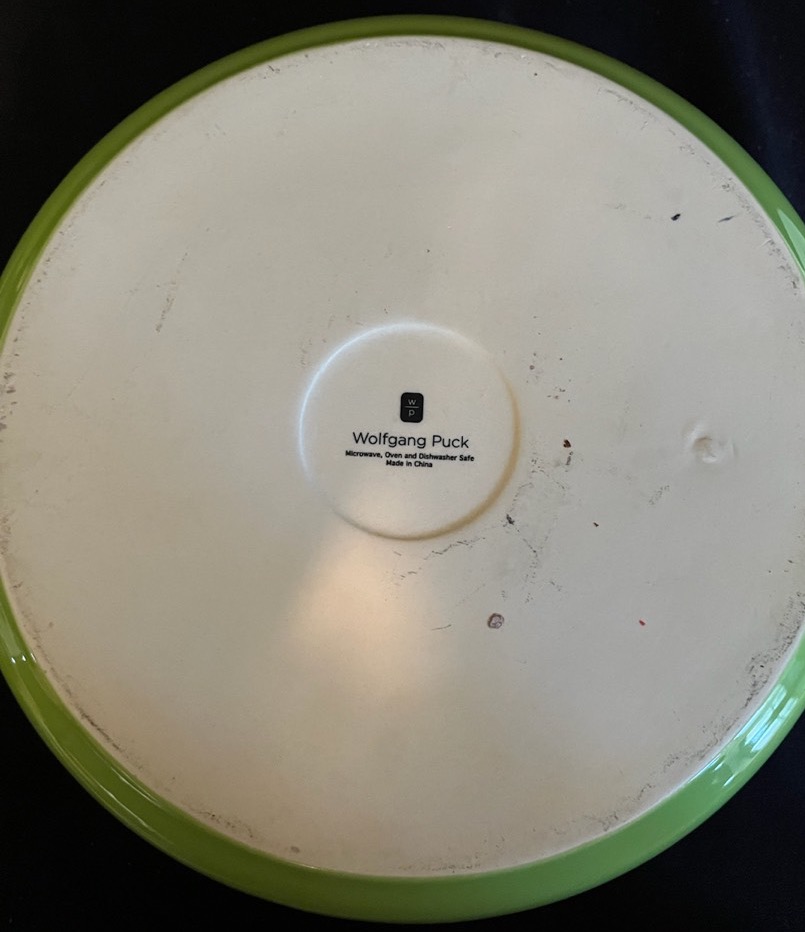 w
p
Wolfgang Puck
Microwave, Oven and Dishwasher Safe
Made in China